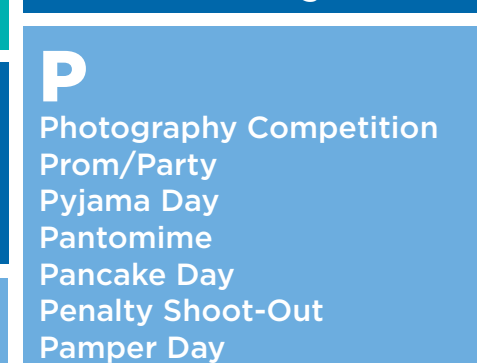 P
Photography Competition
Prom/Party
Pyjama Day
Pantomime
Pancake Day
Penalty Shoot-Out
Pamper Day